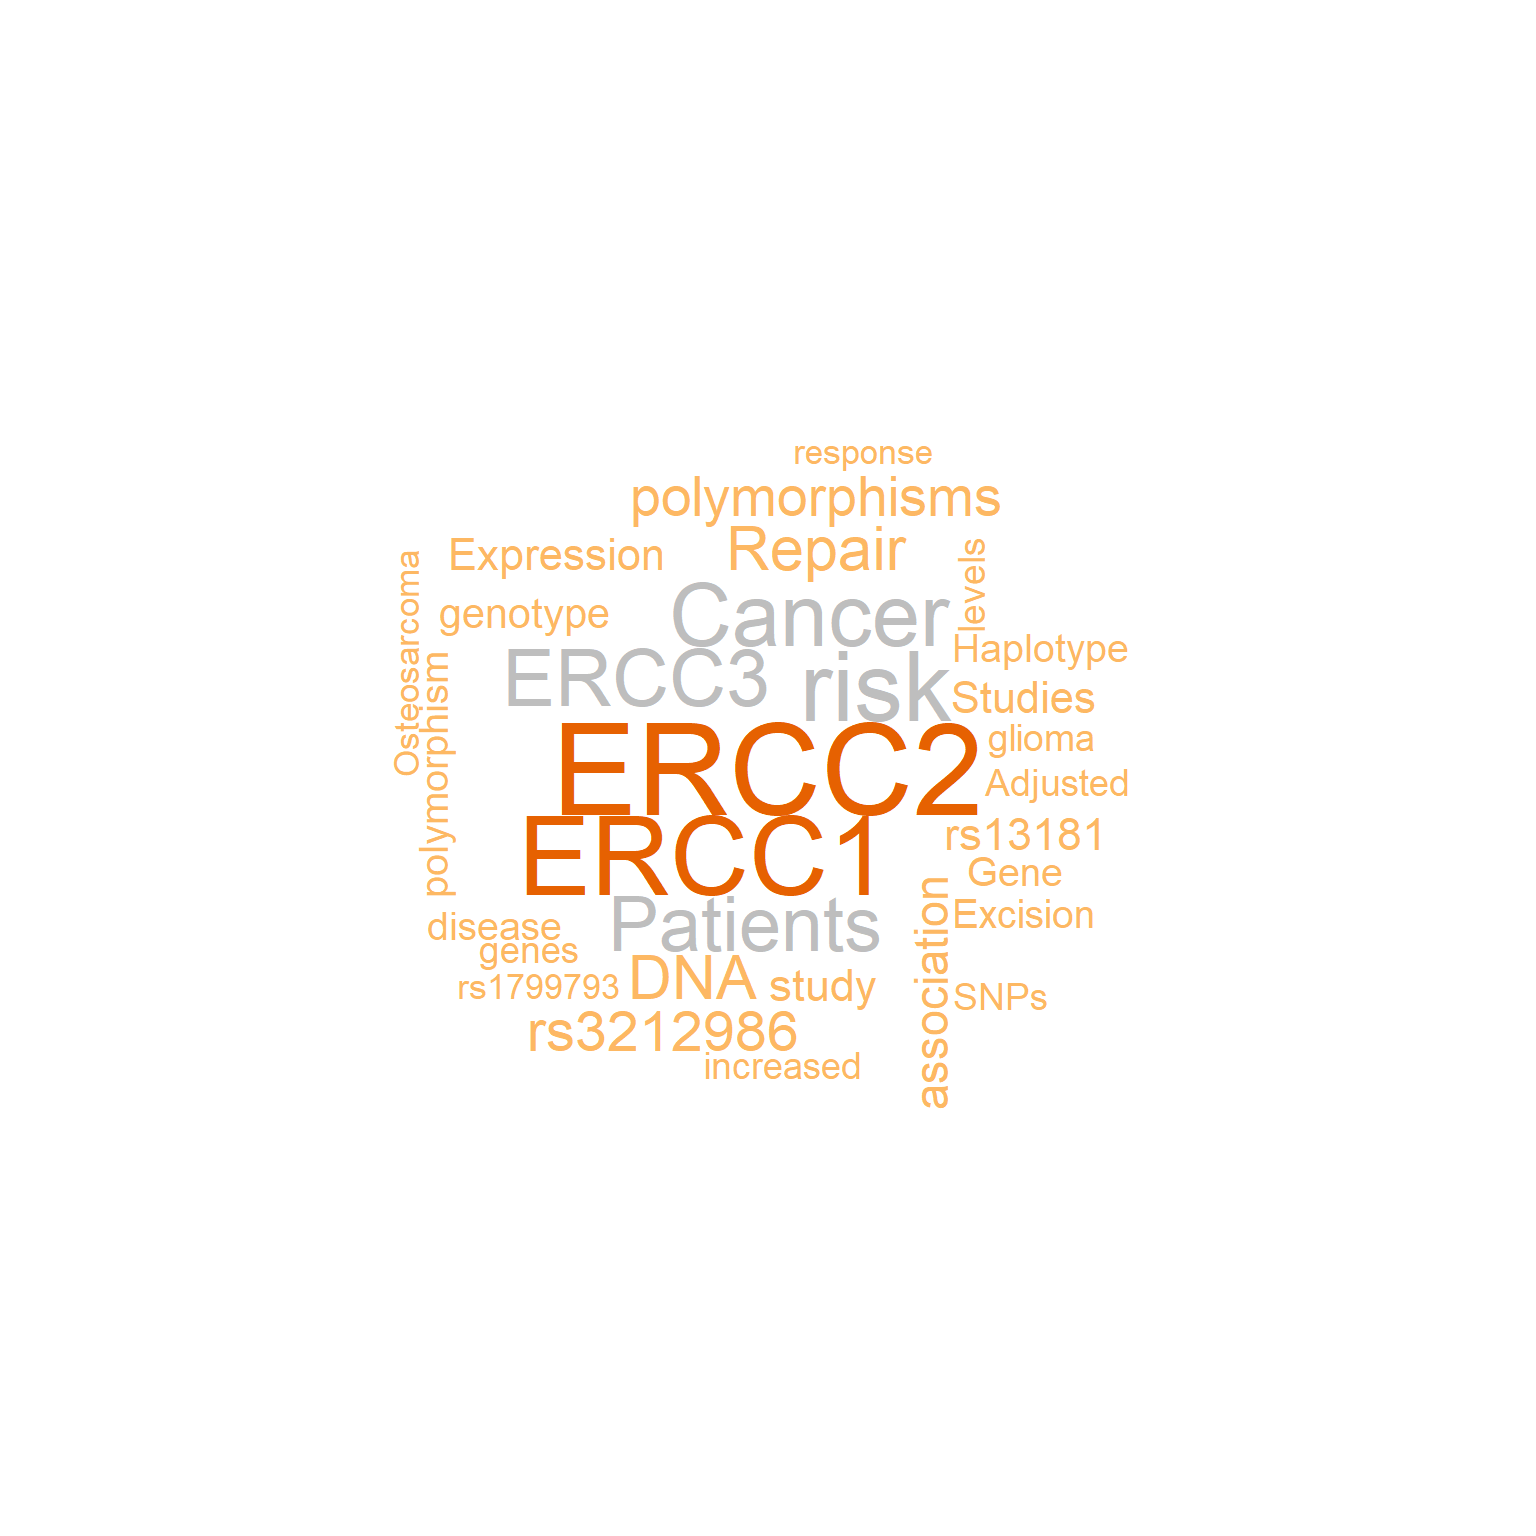 response
polymorphisms
Repair
Expression
levels
Osteosarcoma
Cancer
genotype
Haplotype
ERCC3
risk
polymorphism
Studies
glioma
ERCC2
Adjusted
rs13181
ERCC1
Gene
Excision
Patients
disease
genes
association
rs1799793
DNA
study
SNPs
rs3212986
increased